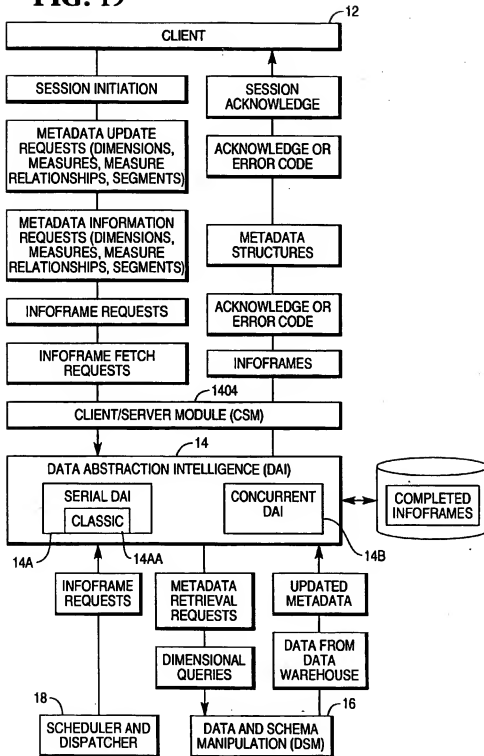 FIG. 19
12
CLIENT
SESSION INITIATION
SESSION
ACKNOWLEDGE
METADATA UPDATE
REQUESTS (DIMENSIONS,
MEASURES, MEASURE
RELATIONSHIPS, SEGMENTS)
ACKNOWLEDGE OR
ERROR CODE
METADATA INFORMATION
REQUESTS (DIMENSIONS,
MEASURES, MEASURE
RELATIONSHIPS, SEGMENTS)
METADATA
STRUCTURES
INFOFRAME REQUESTS
ACKNOWLEDGE OR
ERROR CODE
INFOFRAME FETCH
REQUESTS
INFOFRAMES
1404
CLIENT/SERVER MODULE (CSM)
14
DATA ABSTRACTION INTELLIGENCE (DAI)
SERIAL DAI
CLASSIC
CONCURRENT
DAI
COMPLETED
INFOFRAMES
14A
14AA
14B
INFOFRAME
REQUESTS
METADATA
RETRIEVAL
REQUESTS
UPDATED
METADATA
DIMENSIONAL
QUERIES
DATA FROM
DATA
WAREHOUSE
18
16
SCHEDULER AND
DISPATCHER
DATA AND SCHEMA
MANIPULATION (DSM)